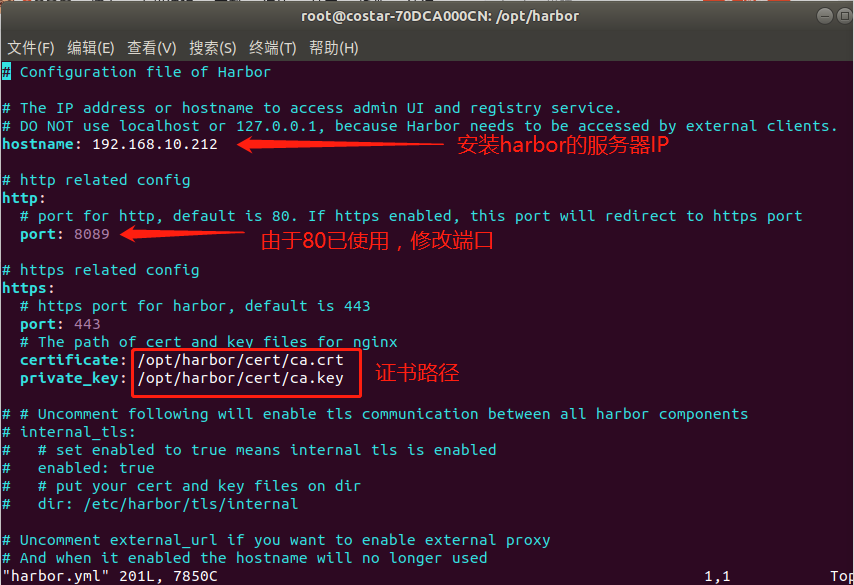 root@costar-70DCA000CN: /opt/harbor
文件(F) 编辑(E) 查看(V) 搜索(S) 终端(T) 帮助(H)
# Configuration file of Harbor
# The IP address or hostname to access admin UI and registry service.
# DO NOT use localhost or 127.0.0.1, because Harbor needs to be accessed by external clients.
hostname: 192.168.10.212 安装harbor的服务器IP
# http related config
http:
# port for http, default is 80. If https enabled, this port will redirect to https port
port: 8089
由于80已使用，修改端口
# https related config
https:
# https port for harbor, default is 443
port: 443
# The path of cert and key files for nginx
certificate: /opt/harbor/cert/ca.crt
private_key: /opt/harbor/cert/ca.key
证书路径
# # Uncomment following will enable tls communication between all harbor components
# internal_tls:
# # set enabled to true means internal tls is enabled
# enabled: true
# # put your cert and key files on dir
# dir: /etc/harbor/tls/internal
# Uncomment external_url if you want to enable external proxy
# And when it enabled the hostname will no longer used
"harbor.yml" 201L, 7850C 1,1 Top